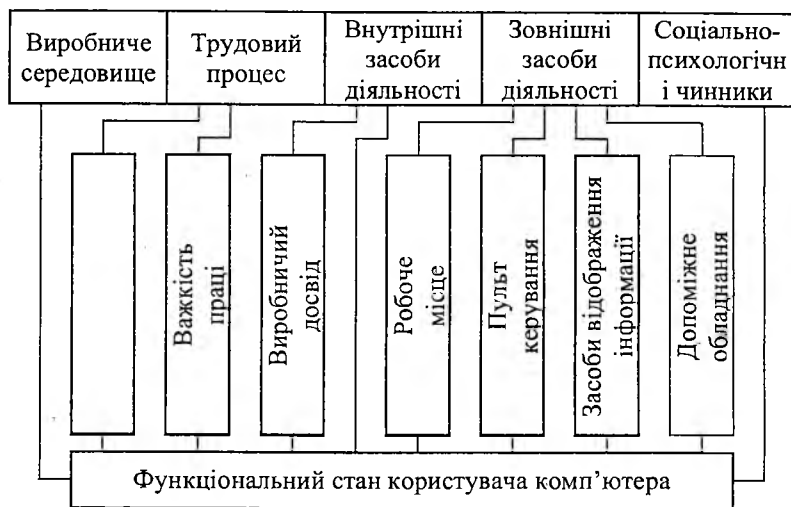 Виробниче
середовище
Трудовий
процес
Внутрішні
засоби
діяльності
Зовнішні
засоби
діяльності
Соціально-
психологічн
і чинники
Важкість
праці
Виробничий
досвід
Робоче
місце
Пульт
керування
Засоби відображення
інформації
Допоміжне
обладнання
Функціональний стан користувача комп’ютера